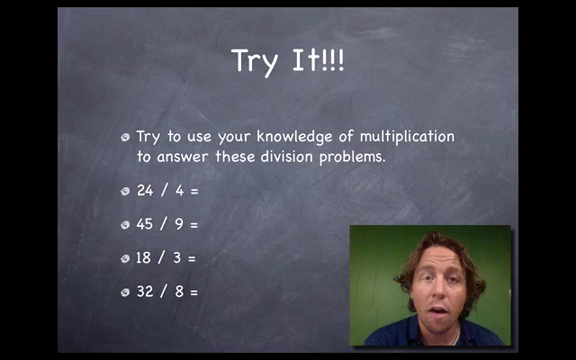 Try It!!!
Try to use your knowledge of multiplication
to answer these division problems.
24 / 4 =
45 / 9 =
18 / 3 =
32 / 8 =